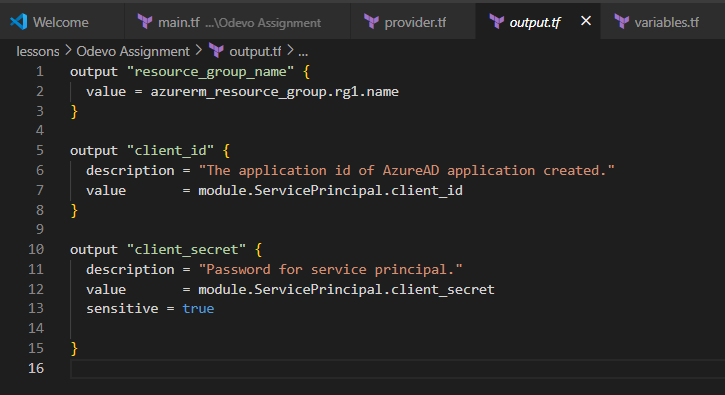 Welcome main.tf ...\Odevo Assignment provider.tf output.tf × variables.tf
lessons > Odevo Assignment > output.tf > ...
1 output "resource_group_name" {
2 value = azurerm_resource_group.rg1.name
3 }
4
5 output "client_id" {
6 description = "The application id of AzureAD application created."
7 value       = module.ServicePrincipal.client_id
8 }
9
10 output "client_secret" {
11 description = "Password for service principal."
12 value       = module.ServicePrincipal.client_secret
13 sensitive = true
14
15 }
16